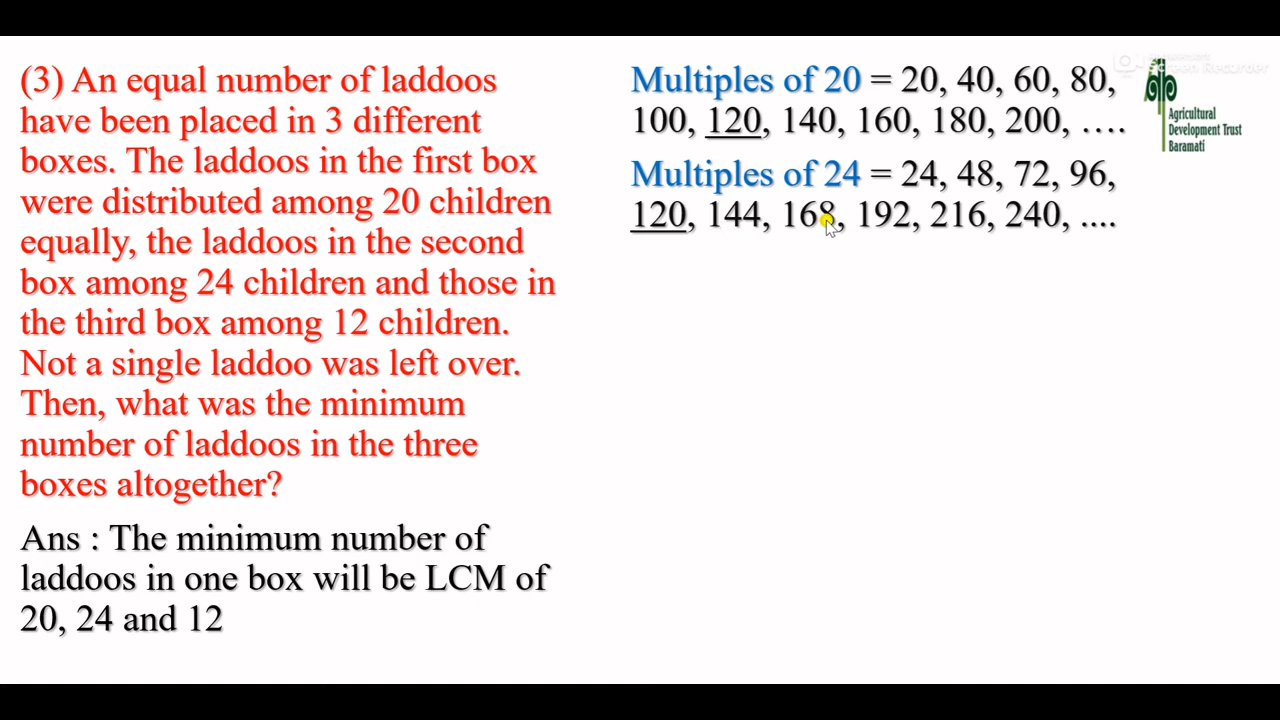 (3) An equal number of laddoos
have been placed in 3 different
boxes. The laddoos in the first box
were distributed among 20 children
equally, the laddoos in the second
box among 24 children and those in
the third box among 12 children.
Not a single laddoo was left over.
Then, what was the minimum
number of laddoos in the three
boxes altogether?
Ans : The minimum number of
laddoos in one box will be LCM of
20, 24 and 12
Multiples of 20 = 20, 40, 60, 80,
100, 120, 140, 160, 180, 200, ….
Multiples of 24 = 24, 48, 72, 96,
120, 144, 168, 192, 216, 240, ....
Screen Recorder
Agricultural
Development Trust
Baramati